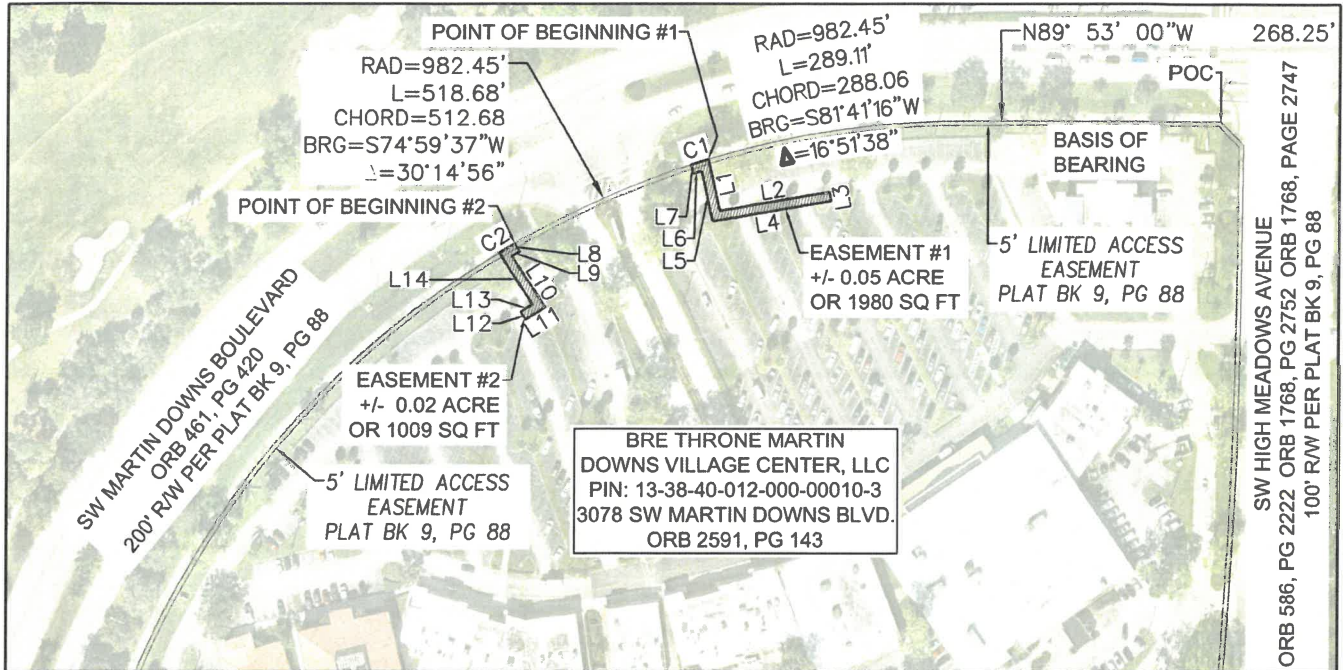 POINT OF BEGINNING #1
RAD=982.45'
L=518.68'
CHORD=512.68
BRG=S74°59'37"W
△=30°14'56"
RAD=982.45'
L=289.11'
CHORD=288.06
BRG=S81°41'16"W
△=16°51'38"
N89° 53' 00"W
268.25'
POC
BASIS OF
BEARING
C1
L1
L2
L3
L4
L7
L6
L5
POINT OF BEGINNING #2
C2
L8
L9
L10
L14
L13
L12
L11
EASEMENT #1
+/- 0.05 ACRE
OR 1980 SQ FT
5' LIMITED ACCESS
EASEMENT
PLAT BK 9, PG 88
EASEMENT #2
+/- 0.02 ACRE
OR 1009 SQ FT
SW MARTIN DOWNS BOULEVARD
ORB 461, PG 420
200' R/W PER PLAT BK 9, PG 88
5' LIMITED ACCESS
EASEMENT
PLAT BK 9, PG 88
BRE THRONE MARTIN
DOWNS VILLAGE CENTER, LLC
PIN: 13-38-40-012-000-00010-3
3078 SW MARTIN DOWNS BLVD.
ORB 2591, PG 143
SW HIGH MEADOWS AVENUE
ORB 586, PG 2222 ORB 1768, PG 2752 ORB 1768, PAGE 2747
100' R/W PER PLAT BK 9, PG 88